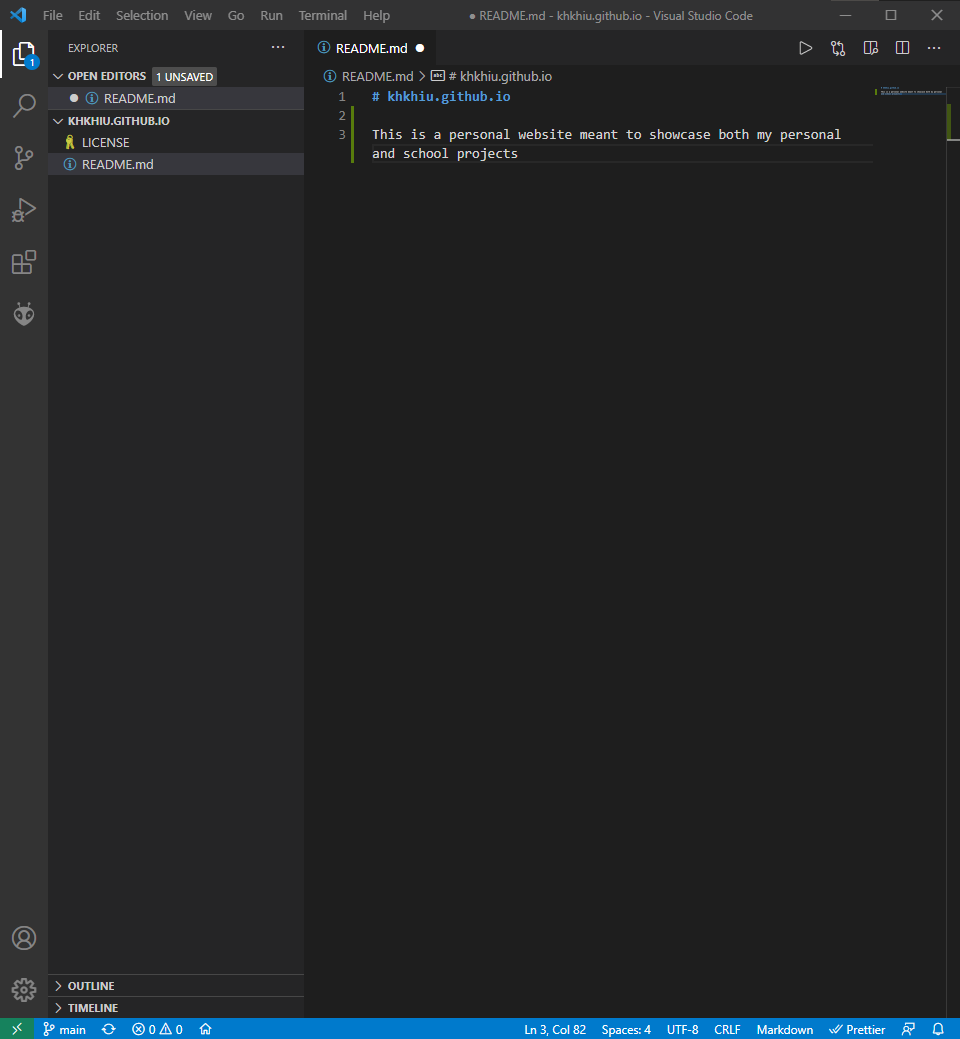 File Edit Selection View Go Run Terminal Help ● README.md - khkhiu.github.io - Visual Studio Code
EXPLORER
README.md
1
OPEN EDITORS 1 UNSAVED
README.md > # khkhiu.github.io
README.md
KHKHIU.GITHUB.IO
LICENSE
README.md
1 # khkhiu.github.io
2
3 This is a personal website meant to showcase both my personal
and school projects
OUTLINE
TIMELINE
main 0 0 Ln 3, Col 82 Spaces: 4 UTF-8 CRLF Markdown Prettier